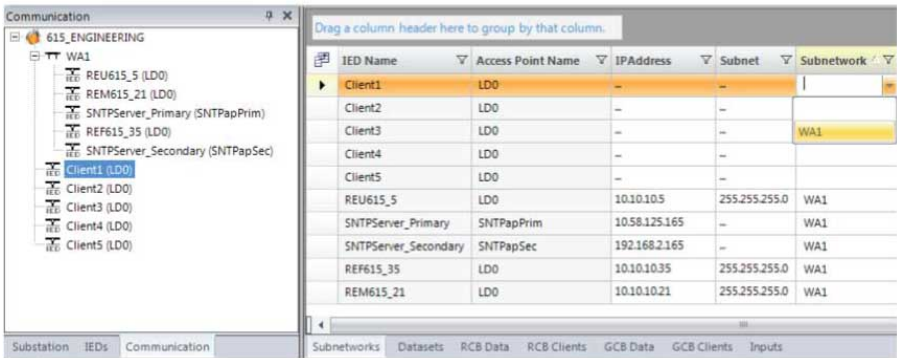 Communication
615_ENGINEERING
WA1
REU615_5 (LD0)
REM615_21 (LD0)
SNTPServer_Primary (SNTPapPrim)
REF615_35 (LD0)
SNTPServer_Secondary (SNTPapSec)
Client1 (LD0)
Client2 (LD0)
Client3 (LD0)
Client4 (LD0)
Client5 (LD0)
Substation IEDs Communication
Drag a column header here to group by that column.
IED Name Access Point Name IPAddress Subnet Subnetwork
Client1 LD0 – –
Client2 LD0 – –
Client3 LD0 – – WA1
Client4 LD0 – –
Client5 LD0 – –
REU615_5 LD0 10.10.10.5 255.255.255.0 WA1
SNTPServer_Primary SNTPapPrim 10.58.125.165 – WA1
SNTPServer_Secondary SNTPapSec 192.168.2.165 – WA1
REF615_35 LD0 10.10.10.35 255.255.255.0 WA1
REM615_21 LD0 10.10.10.21 255.255.255.0 WA1
Subnetworks Datasets RCB Data RCB Clients GCB Data GCB Clients Inputs